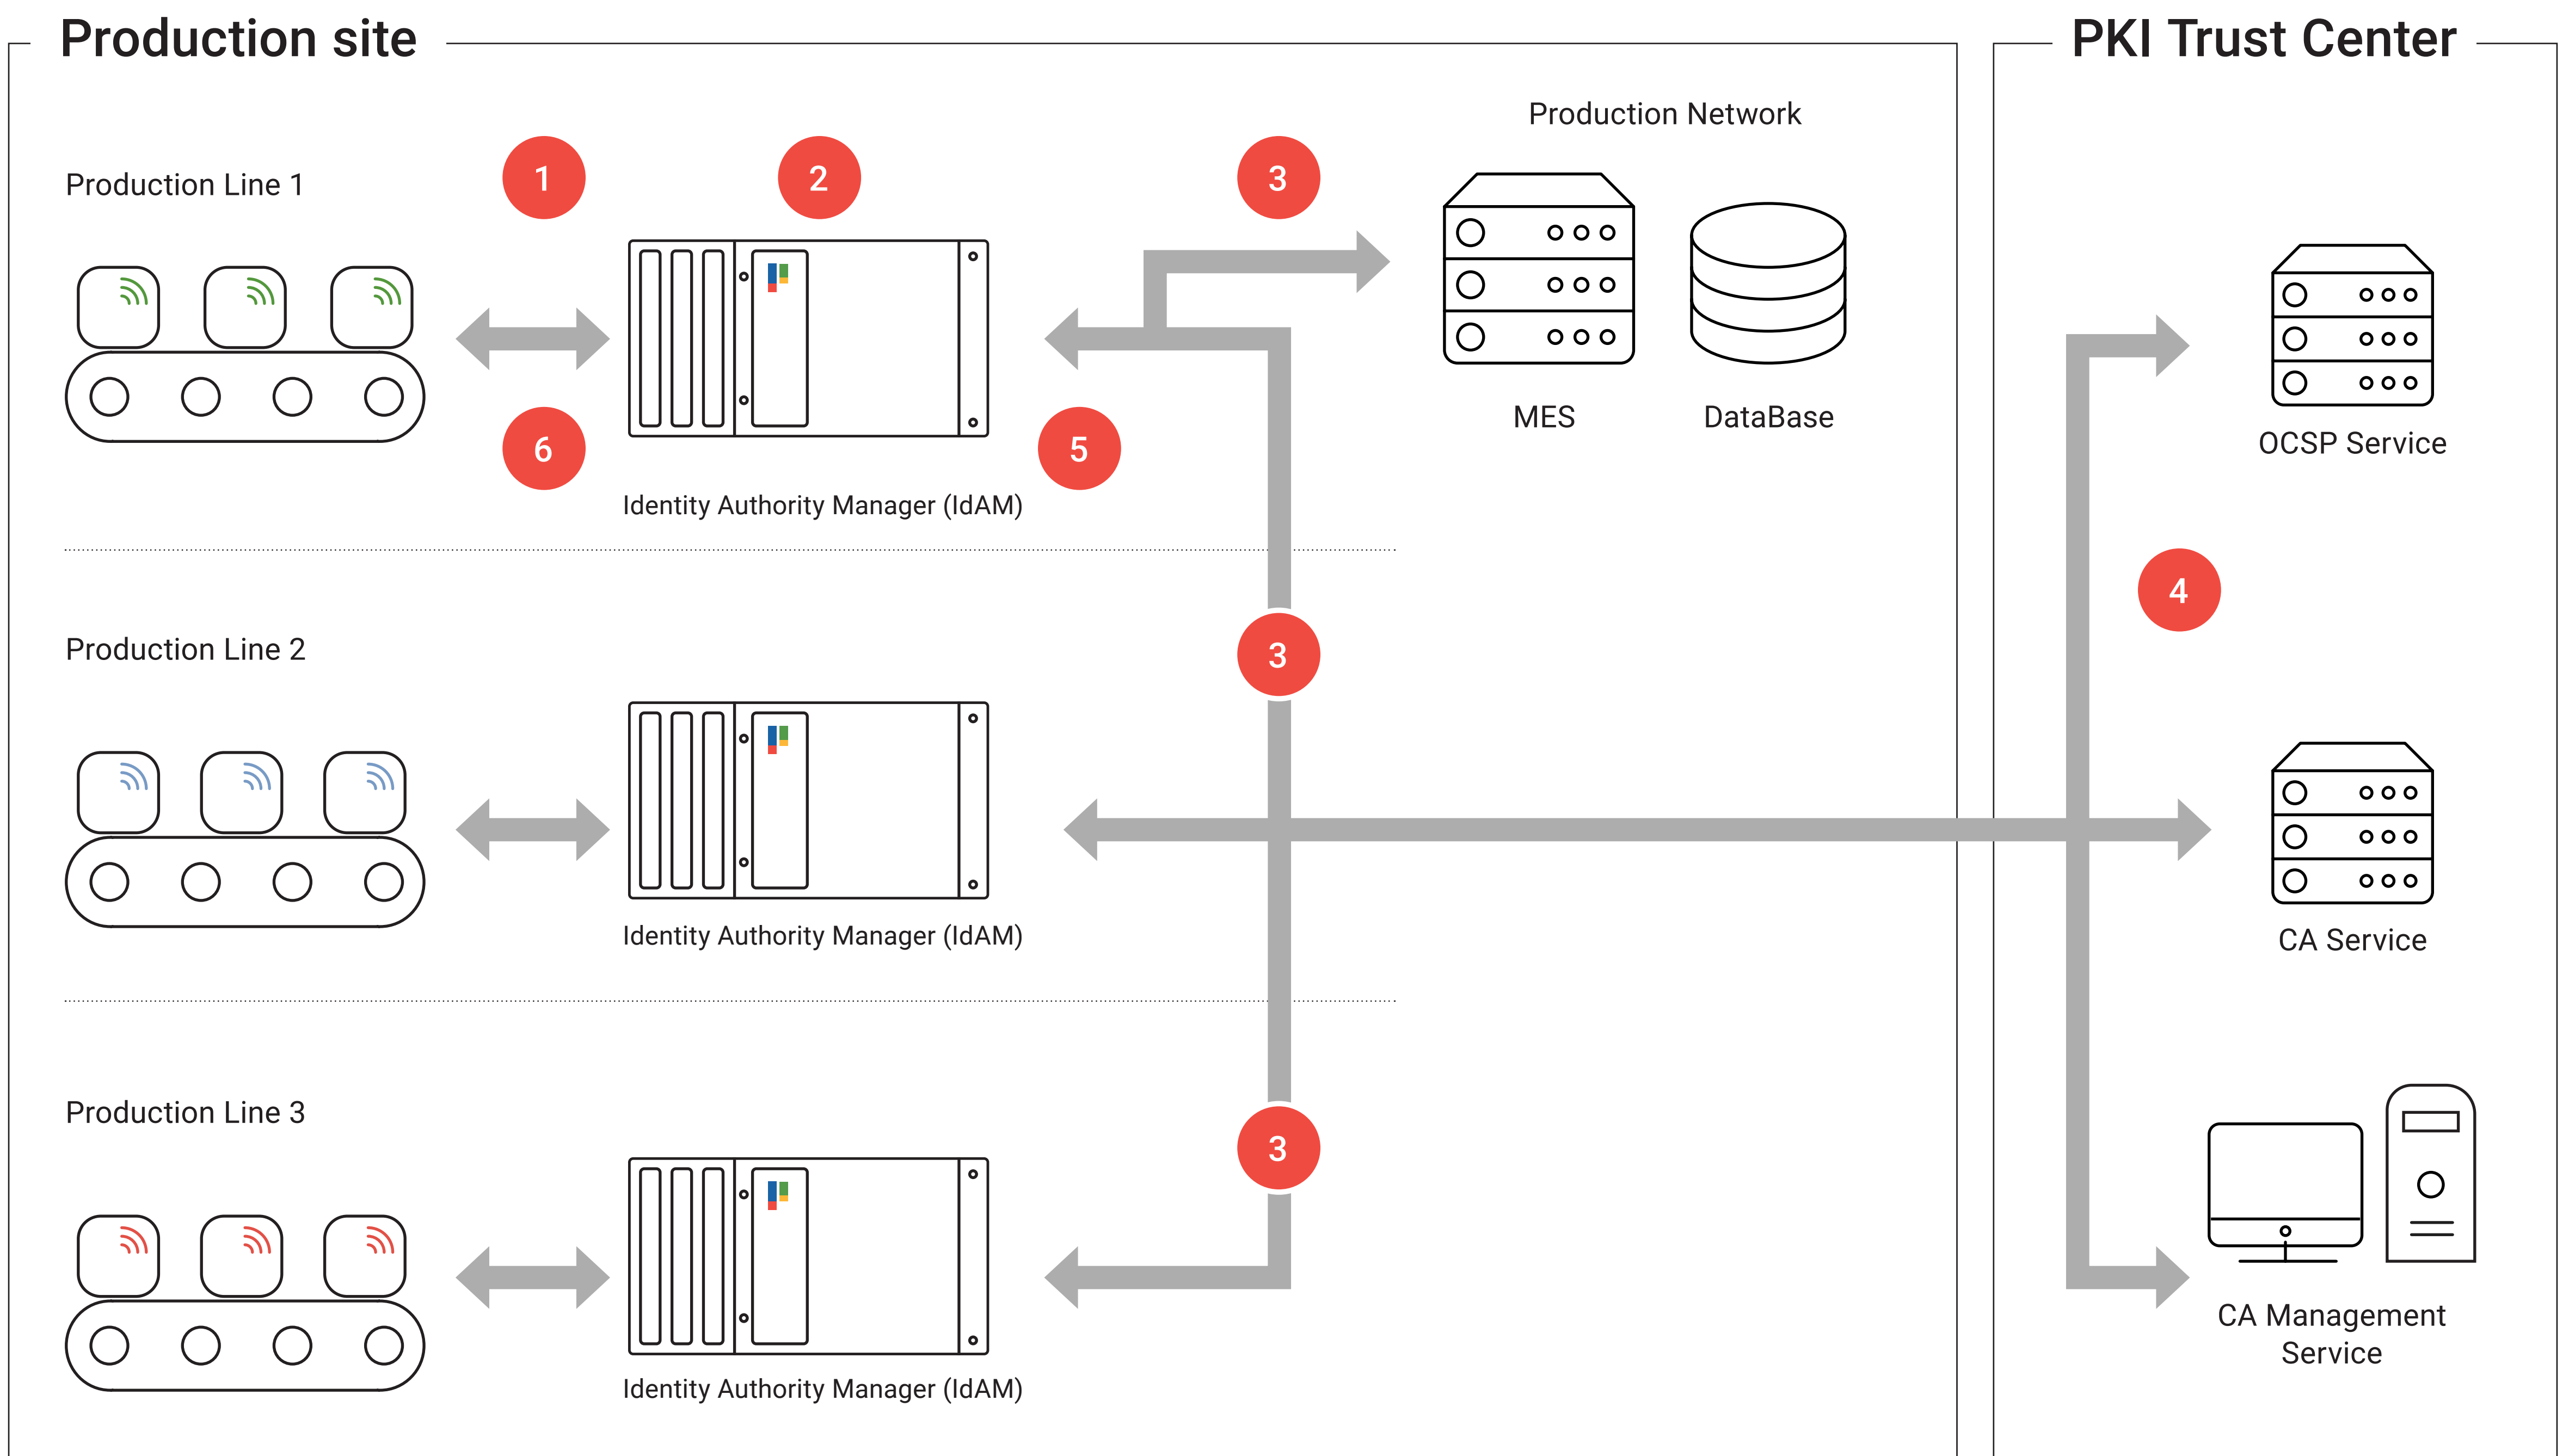 Production site
PKI Trust Center
Production Network
Production Line 1
1
2
3
MES
DataBase
OCSP Service
6
5
Identity Authority Manager (IdAM)
4
Production Line 2
3
Identity Authority Manager (IdAM)
CA Service
Production Line 3
3
CA Management
Service
Identity Authority Manager (IdAM)